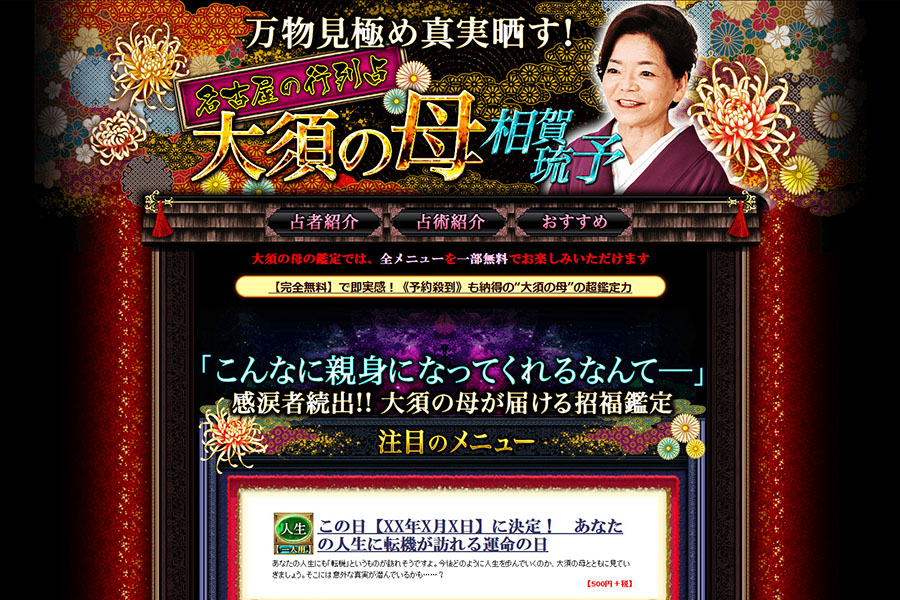 万物見極め真実晒す!
名古屋の行列占
大須の母 相賀琉予
占者紹介 占術紹介 おすすめ
大須の母の鑑定では、全メニューを一部無料でお楽しみいただけます
【完全無料】で即実感！《予約殺到》も納得の“大須の母”の超鑑定力
「こんなに親身になってくれるなんて―」
感涙者続出!! 大須の母が届ける招福鑑定
注目のメニュー
人生
【一人用】
この日【XX年X月X日】に決定！　あなた
の人生に転機が訪れる運命の日
あなたの人生にも「転機」というものが訪れそうですよ。今後どのように人生を歩んでいくのか、大須の母とともに見てい
きましょう。そこには意外な真実が潜んでいるかも……？
【500円＋税】